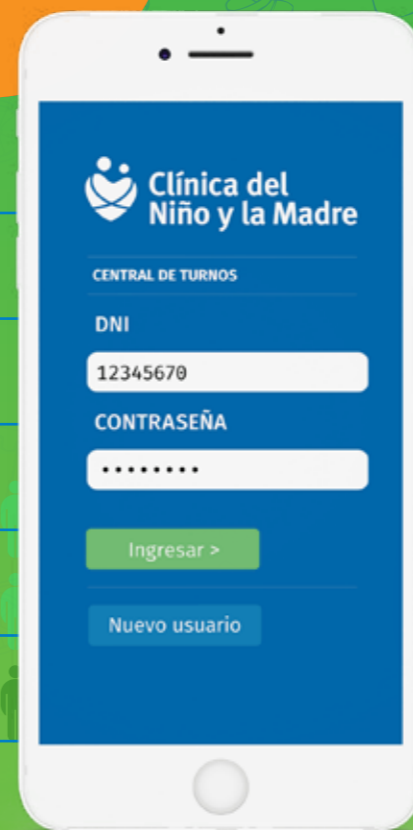 Clínica del
Niño y la Madre
CENTRAL DE TURNOS
DNI
12345670
CONTRASEÑA
••••••••
Ingresar >
Nuevo usuario